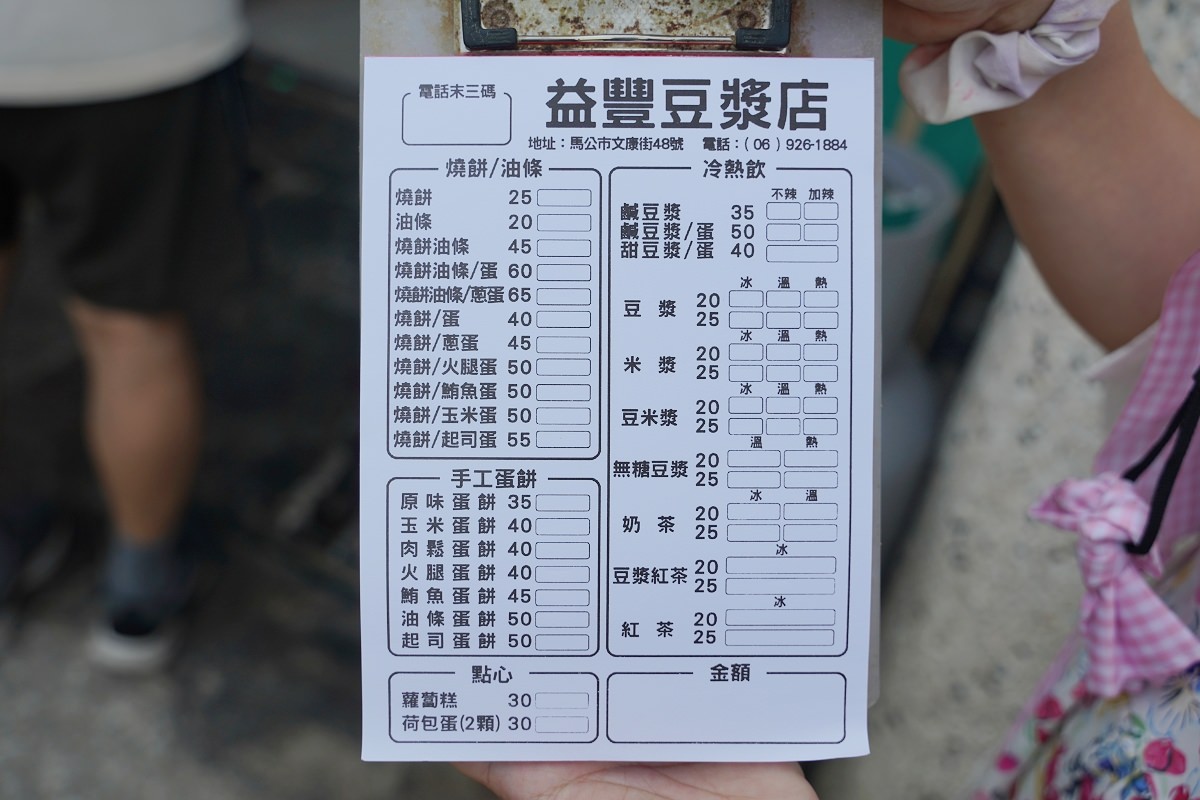 電話末三碼
益豐豆漿店
地址：馬公市文康街48號 電話：(06) 926-1884
燒餅/油條
燒餅 25
油條 20
燒餅油條 45
燒餅油條/蛋 60
燒餅油條/蔥蛋 65
燒餅/蛋 40
燒餅/蔥蛋 45
燒餅/火腿蛋 50
燒餅/鮪魚蛋 50
燒餅/玉米蛋 50
燒餅/起司蛋 55
手工蛋餅
原味蛋餅 35
玉米蛋餅 40
肉鬆蛋餅 40
火腿蛋餅 40
鮪魚蛋餅 45
油條蛋餅 50
起司蛋餅 50
點心
蘿蔔糕 30
荷包蛋(2顆) 30
冷熱飲
不辣 加辣
鹹豆漿 35
鹹豆漿/蛋 50
甜豆漿/蛋 40
冰 溫 熱
豆漿 20
25
冰 溫 熱
米漿 20
25
冰 溫 熱
豆米漿 20
25
溫 熱
無糖豆漿 20
25
冰 溫
奶茶 20
25
冰
豆漿紅茶 20
25
冰
紅茶 20
25
金額